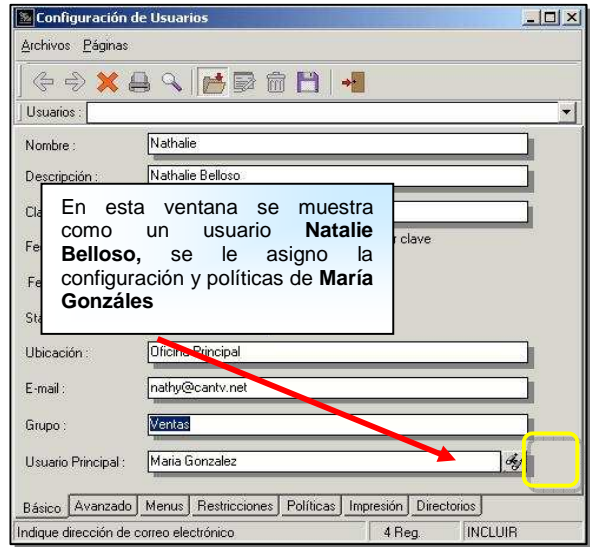 Configuración de Usuarios
Archivos Páginas
Usuarios :
Nombre : Nathalie
Descripción : Nathalie Belloso
En esta ventana se muestra
como un usuario Natalie
Belloso, se le asigno la
configuración y políticas de María
Gonzáles
clave
Ubicación : Oficina Principal
E-mail : nathy@cantv.net
Grupo : Ventas
Usuario Principal : Maria Gonzalez
Básico Avanzado Menus Restricciones Políticas Impresión Directorios
Indique dirección de correo electrónico 4 Reg. INCLUIR